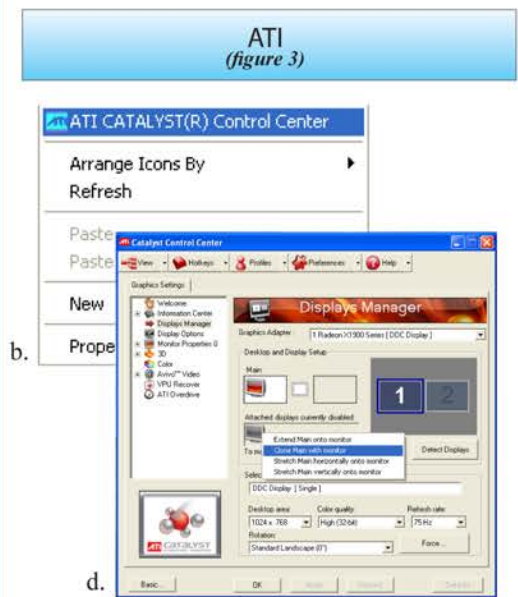 ATI
(figure 3)
ATI CATALYST(R) Control Center
Arrange Icons By
Refresh
Paste
Paste
New
Prope
b.
Catalyst Control Center
View
Hotkeys
Profiles
Preferences
Help
Graphics Settings
Welcome
Information Center
Displays Manager
Display Options
Monitor Properties 0
3D
Color
Avivo™ Video
VPU Recover
ATI Overdrive
Displays Manager
Graphics Adapter
1 Radeon X1900 Series [ DDC Display ]
Desktop and Display Setup
Main
1 2
Attached displays currently disabled
Extend Main onto monitor
Clone Main with monitor
Stretch Main horizontally onto monitor
Stretch Main vertically onto monitor
To m
Detect Displays
Selec
DDC Display [ Single ]
Desktop area: Color quality: Refresh rate:
1024 x 768 High (32-bit) 75 Hz
Rotation:
Standard Landscape (0°)
Force...
ATI CATALYST
d.
Basic... OK Defaults